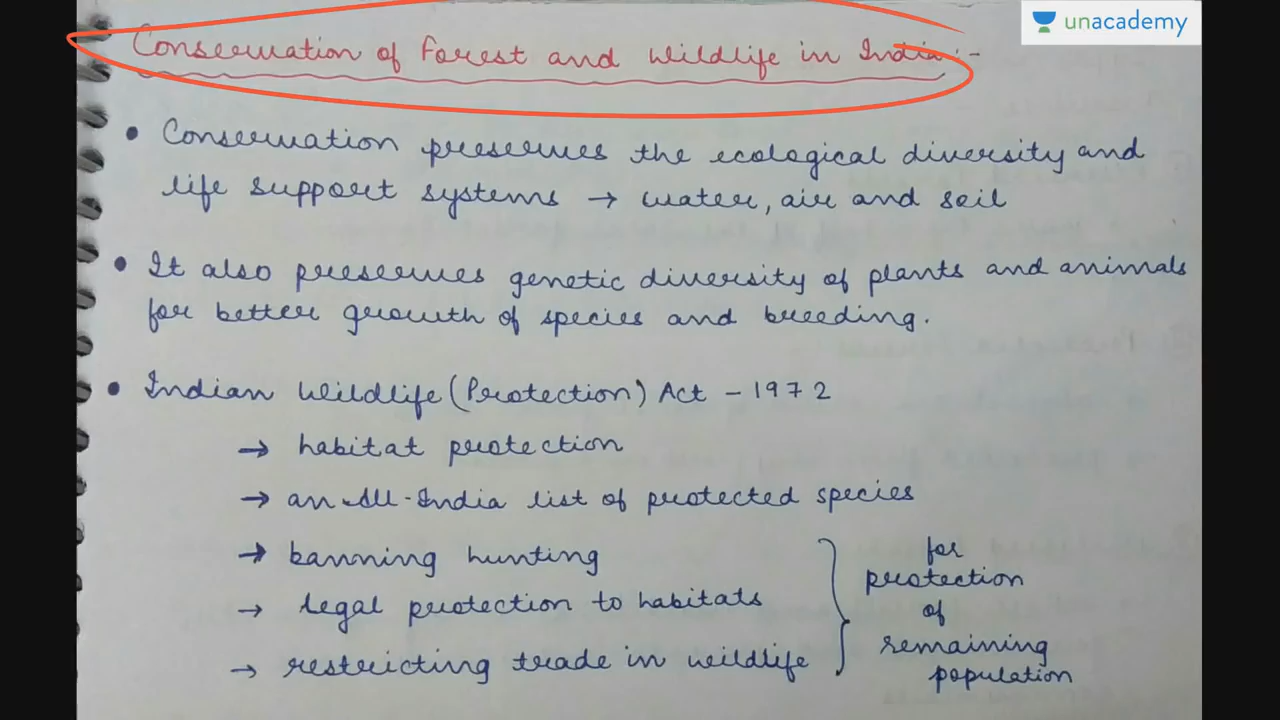 unacademy
Conservation of Forest and Wildlife in India :-
• Conservation preserves the ecological diversity and
life support systems → water, air and soil
• It also preserves genetic diversity of plants and animals
for better growth of species and breeding.
• Indian Wildlife (Protection) Act - 1972
→ habitat protection
→ an All-India list of protected species
→ banning hunting
→ legal protection to habitats
→ restricting trade in wildlife
for
protection
of
remaining
population